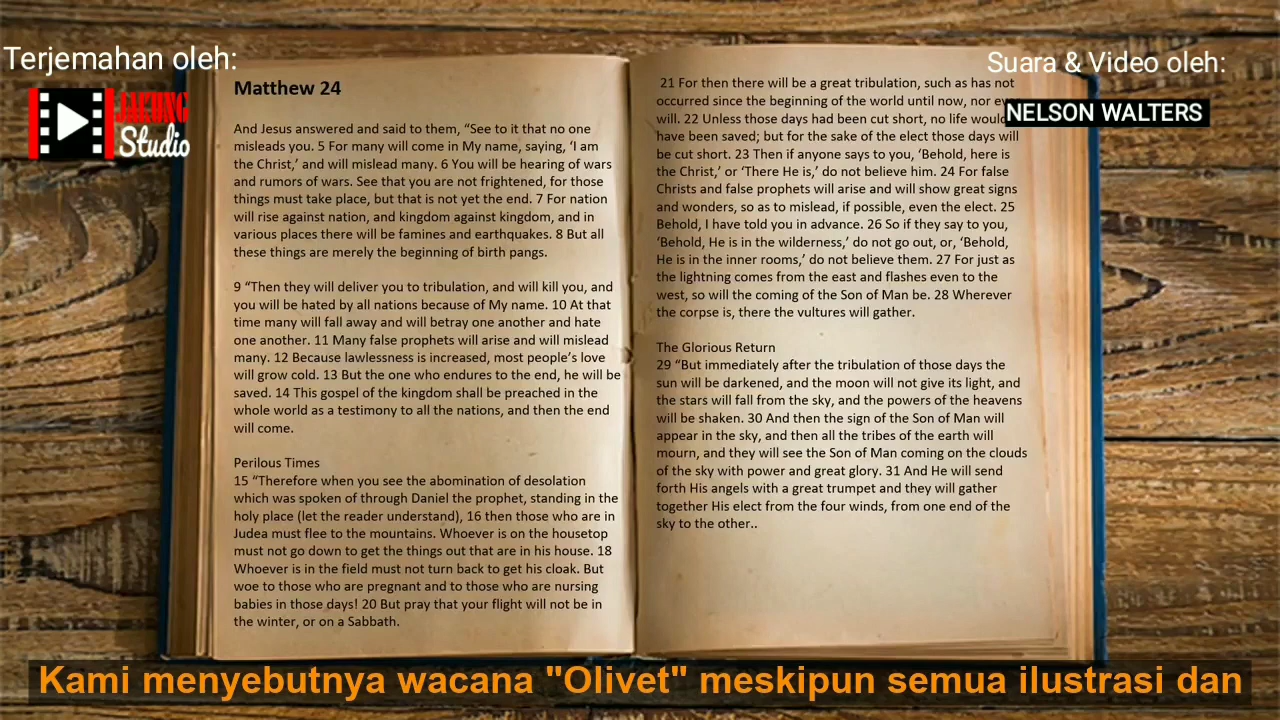 Terjemahan oleh:
JAKUNG
Studio
Suara & Video oleh:
NELSON WALTERS
Matthew 24
And Jesus answered and said to them, “See to it that no one
misleads you. 5 For many will come in My name, saying, ‘I am
the Christ,’ and will mislead many. 6 You will be hearing of wars
and rumors of wars. See that you are not frightened, for those
things must take place, but that is not yet the end. 7 For nation
will rise against nation, and kingdom against kingdom, and in
various places there will be famines and earthquakes. 8 But all
these things are merely the beginning of birth pangs.
9 “Then they will deliver you to tribulation, and will kill you, and
you will be hated by all nations because of My name. 10 At that
time many will fall away and will betray one another and hate
one another. 11 Many false prophets will arise and will mislead
many. 12 Because lawlessness is increased, most people’s love
will grow cold. 13 But the one who endures to the end, he will be
saved. 14 This gospel of the kingdom shall be preached in the
whole world as a testimony to all the nations, and then the end
will come.
Perilous Times
15 “Therefore when you see the abomination of desolation
which was spoken of through Daniel the prophet, standing in the
holy place (let the reader understand), 16 then those who are in
Judea must flee to the mountains. Whoever is on the housetop
must not go down to get the things out that are in his house. 18
Whoever is in the field must not turn back to get his cloak. But
woe to those who are pregnant and to those who are nursing
babies in those days! 20 But pray that your flight will not be in
the winter, or on a Sabbath.
21 For then there will be a great tribulation, such as has not
occurred since the beginning of the world until now, nor
will. 22 Unless those days had been cut short, no life would
have been saved; but for the sake of the elect those days will
be cut short. 23 Then if anyone says to you, ‘Behold, here is
the Christ,’ or ‘There He is,’ do not believe him. 24 For false
Christs and false prophets will arise and will show great signs
and wonders, so as to mislead, if possible, even the elect. 25
Behold, I have told you in advance. 26 So if they say to you,
‘Behold, He is in the wilderness,’ do not go out, or, ‘Behold,
He is in the inner rooms,’ do not believe them. 27 For just as
the lightning comes from the east and flashes even to the
west, so will the coming of the Son of Man be. 28 Wherever
the corpse is, there the vultures will gather.
The Glorious Return
29 “But immediately after the tribulation of those days the
sun will be darkened, and the moon will not give its light, and
the stars will fall from the sky, and the powers of the heavens
will be shaken. 30 And then the sign of the Son of Man will
appear in the sky, and then all the tribes of the earth will
mourn, and they will see the Son of Man coming on the clouds
of the sky with power and great glory. 31 And He will send
forth His angels with a great trumpet and they will gather
together His elect from the four winds, from one end of the
sky to the other..
Kami menyebutnya wacana "Olivet" meskipun semua ilustrasi dan